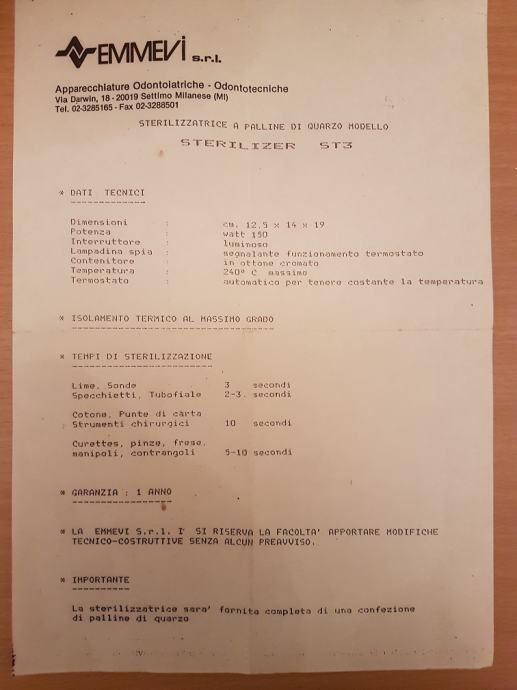 EMMEVI s.r.l.
Apparecchiature Odontoiatriche - Odontotecniche
Via Darwin, 18 - 20019 Settimo Milanese (MI)
Tel. 02-3285165 - Fax 02-3288501
STERILIZZATRICE A PALLINE DI QUARZO MODELLO
STERILIZER ST3
* DATI TECNICI
Dimensioni : cm. 12.5 x 14 x 19
Potenza : watt 150
Interruttore : luminoso
Lampadina spia : segnalante funzionamento termostato
Contenitore : in ottone cromato
Temperatura : 240° C massimo
Termostato : automatico per tenere costante la temperatura
* ISOLAMENTO TERMICO AL MASSIMO GRADO
* TEMPI DI STERILIZZAZIONE
Lime, Sonde 3 secondi
Specchietti, Tubofiale 2-3. secondi
Cotone, Punte di carta
Strumenti chirurgici 10 secondi
Curettes, pinze, frese,
manipoli, contrangoli 5-10 secondi
* GARANZIA : 1 ANNO
* LA EMMEVI S.r.l. I' SI RISERVA LA FACOLTA' APPORTARE MODIFICHE
TECNICO-COSTRUTTIVE SENZA ALCUN PREAVVISO.
* IMPORTANTE
La sterilizzatrice sara' fornita completa di una confezione
di palline di quarzo